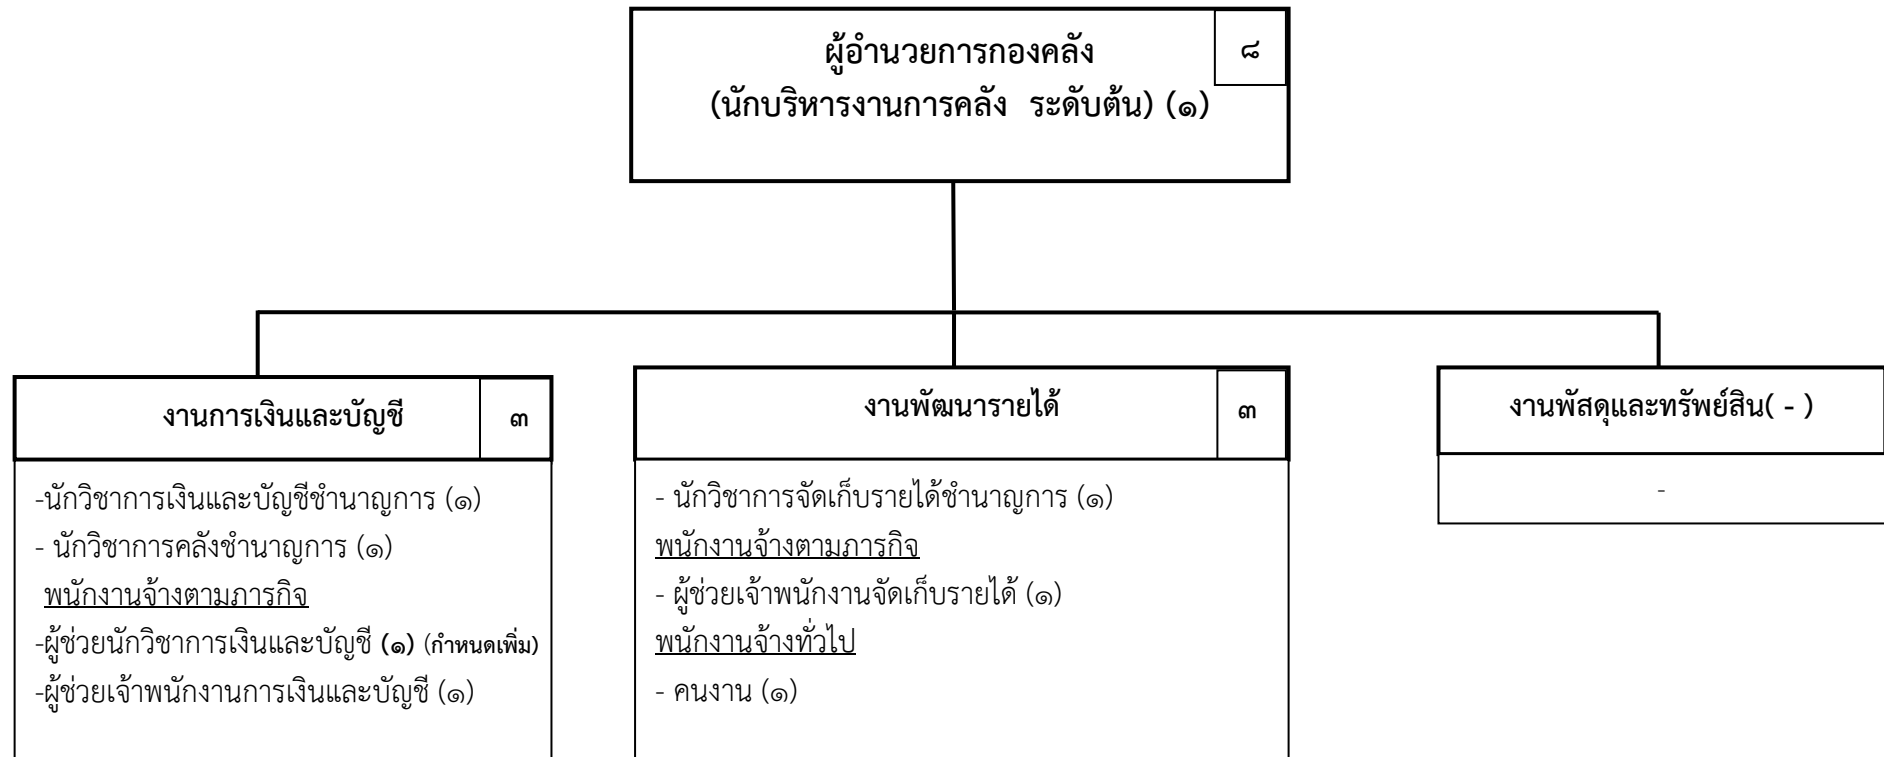 ผู้อำนวยการกองคลัง
๘
(นักบริหารงานการคลัง ระดับต้น) (๑)
งานการเงินและบัญชี
๓
-นักวิชาการเงินและบัญชีชำนาญการ (๑)
- นักวิชาการคลังชำนาญการ (๑)
พนักงานจ้างตามภารกิจ
-ผู้ช่วยนักวิชาการเงินและบัญชี (๑) (กำหนดเพิ่ม)
-ผู้ช่วยเจ้าพนักงานการเงินและบัญชี (๑)
งานพัฒนารายได้
๓
- นักวิชาการจัดเก็บรายได้ชำนาญการ (๑)
พนักงานจ้างตามภารกิจ
- ผู้ช่วยเจ้าพนักงานจัดเก็บรายได้ (๑)
พนักงานจ้างทั่วไป
- คนงาน (๑)
งานพัสดุและทรัพย์สิน( - )
-